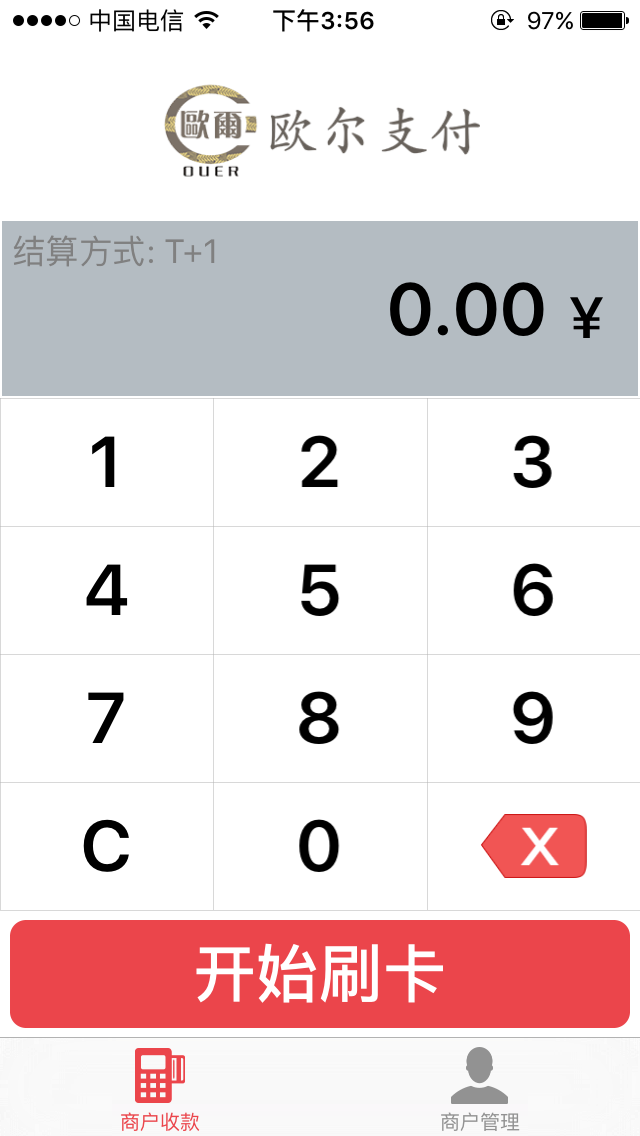 中国电信 下午3:56 97%
歐爾 欧尔支付
OUER
结算方式: T+1
0.00 ¥
1 2 3
4 5 6
7 8 9
C 0 X
开始刷卡
商户收款 商户管理